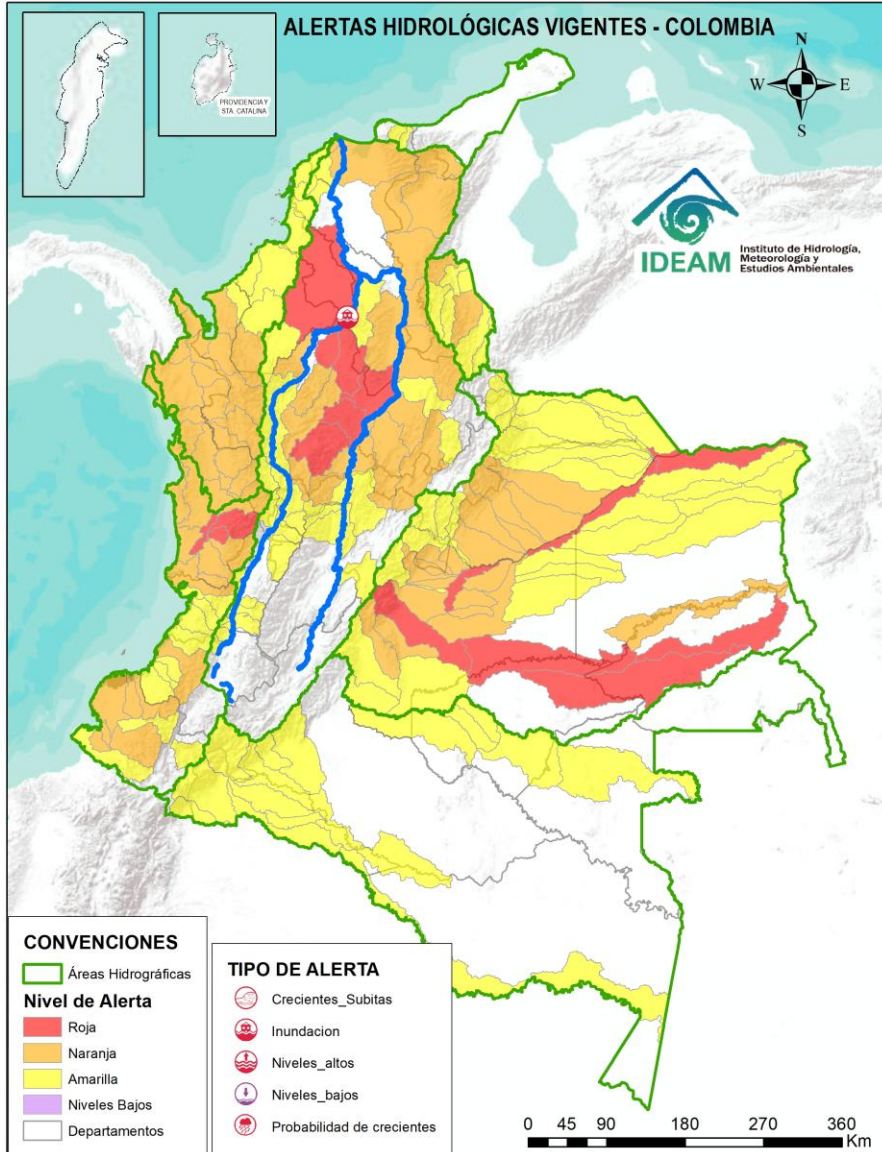 ALERTAS HIDROLÓGICAS VIGENTES - COLOMBIA
PROVIDENCIA Y
STA. CATALINA
N
W
E
S
IDEAM
Instituto de Hidrología,
Meteorología y
Estudios Ambientales
CONVENCIONES
Áreas Hidrográficas
Nivel de Alerta
Roja
Naranja
Amarilla
Niveles Bajos
Departamentos
TIPO DE ALERTA
Crecientes_Subitas
Inundacion
Niveles_altos
Niveles_bajos
Probabilidad de crecientes
0 45 90 180 270 360
Km